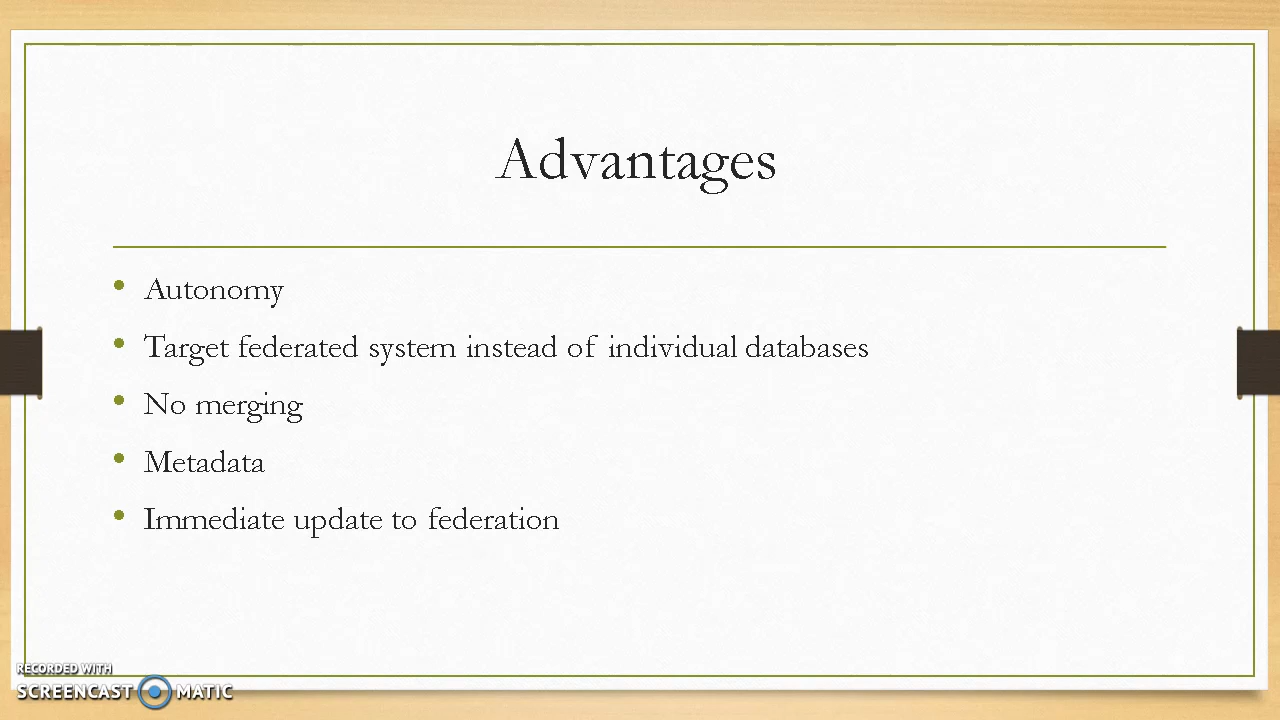 Advantages
• Autonomy
• Target federated system instead of individual databases
• No merging
• Metadata
• Immediate update to federation
RECORDED WITH
SCREENCAST MATIC